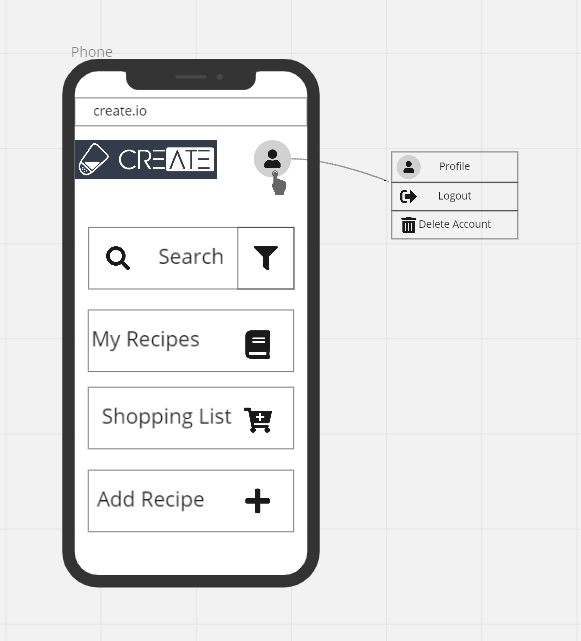 Phone
create.io
CREATE
Profile
Logout
Delete Account
Search
My Recipes
Shopping List
Add Recipe